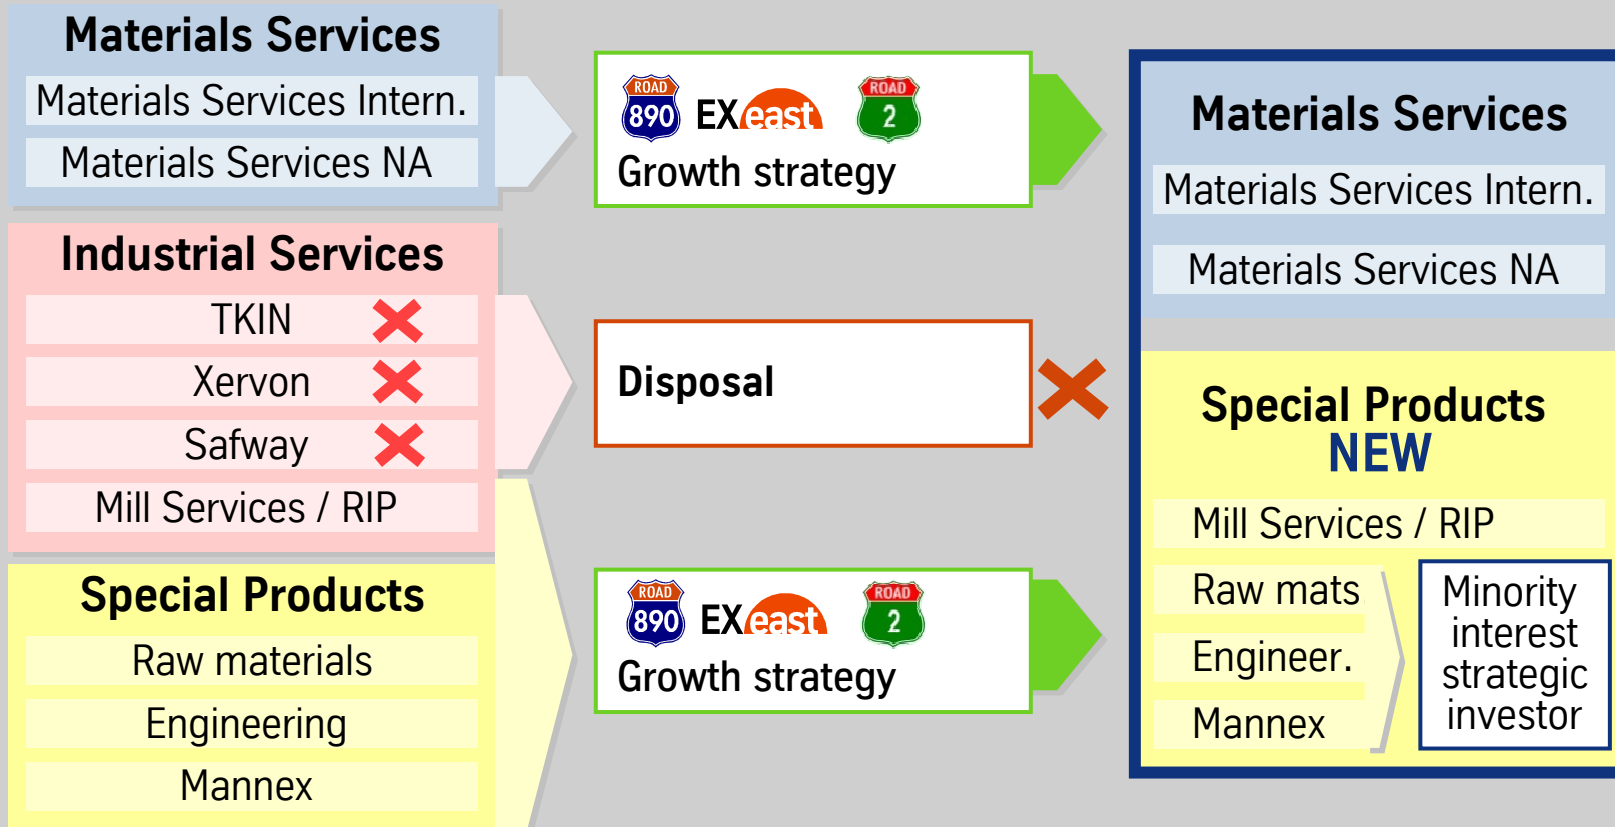 Materials Services
Materials Services Intern.
Materials Services NA
Industrial Services
TKIN
Xervon
Safway
Mill Services / RIP
Special Products
Raw materials
Engineering
Mannex
ROAD
890
EXeast
ROAD
2
Growth strategy
Disposal
ROAD
890
EXeast
ROAD
2
Growth strategy
Materials Services
Materials Services Intern.
Materials Services NA
Special Products
NEW
Mill Services / RIP
Raw mats
Engineer.
Mannex
Minority
interest
strategic
investor